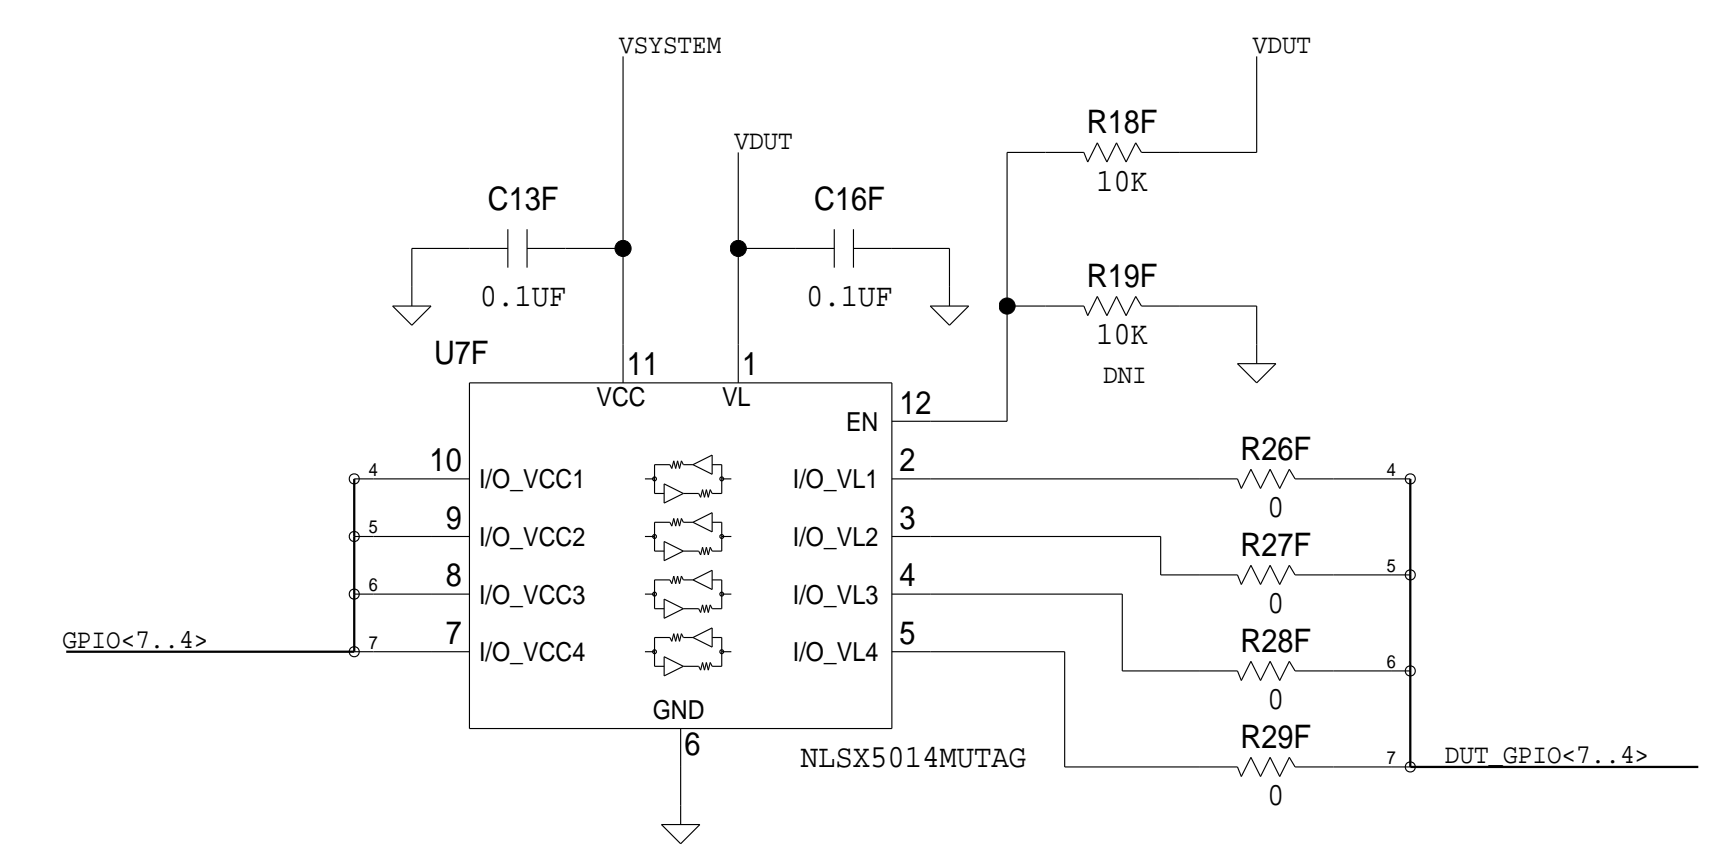 VSYSTEM
VDUT
R18F
10K
VDUT
C13F
0.1UF
C16F
0.1UF
R19F
10K
DNI
U7F
11
1
VCC
VL
12
EN
4
10
I/O_VCC1
I/O_VL1
2
R26F
0
4
5
9
I/O_VCC2
I/O_VL2
3
R27F
0
5
6
8
I/O_VCC3
I/O_VL3
4
R28F
0
6
GPIO<7..4>
7
7
I/O_VCC4
I/O_VL4
5
R29F
0
7
DUT_GPIO<7..4>
GND
6
NLSX5014MUTAG